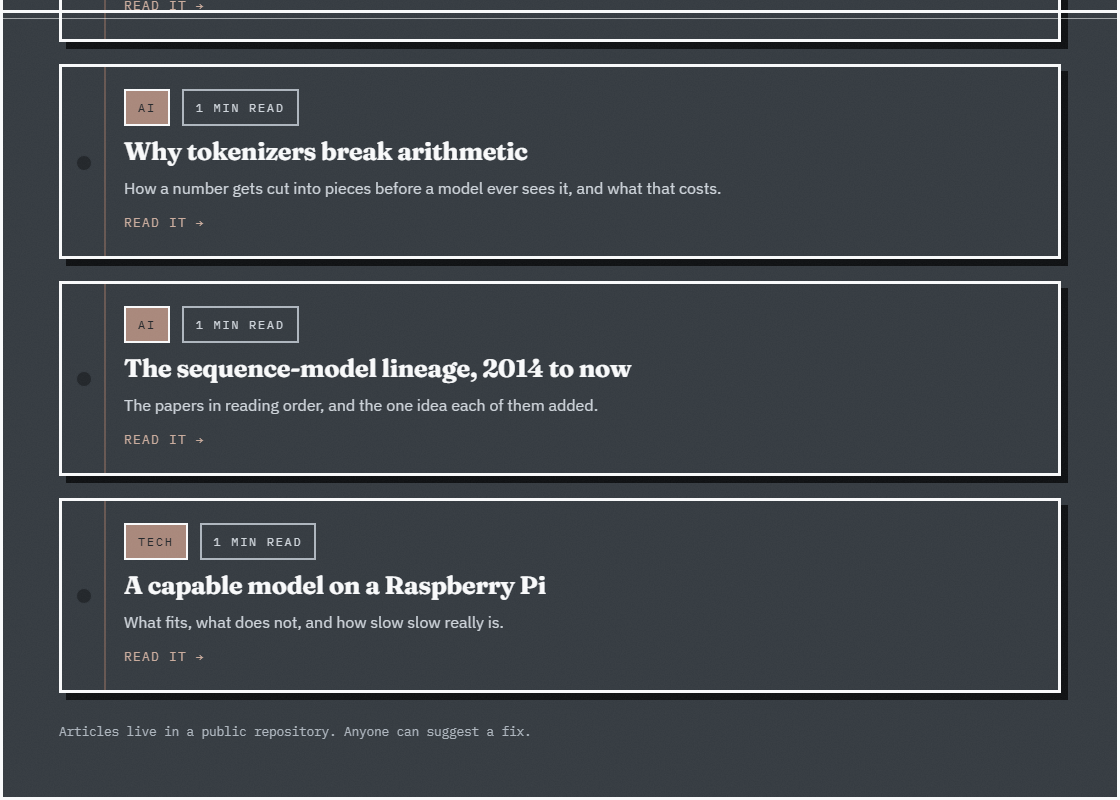 READ IT →
AI
1 MIN READ
Why tokenizers break arithmetic
How a number gets cut into pieces before a model ever sees it, and what that costs.
READ IT →
AI
1 MIN READ
The sequence-model lineage, 2014 to now
The papers in reading order, and the one idea each of them added.
READ IT →
TECH
1 MIN READ
A capable model on a Raspberry Pi
What fits, what does not, and how slow slow really is.
READ IT →
Articles live in a public repository. Anyone can suggest a fix.